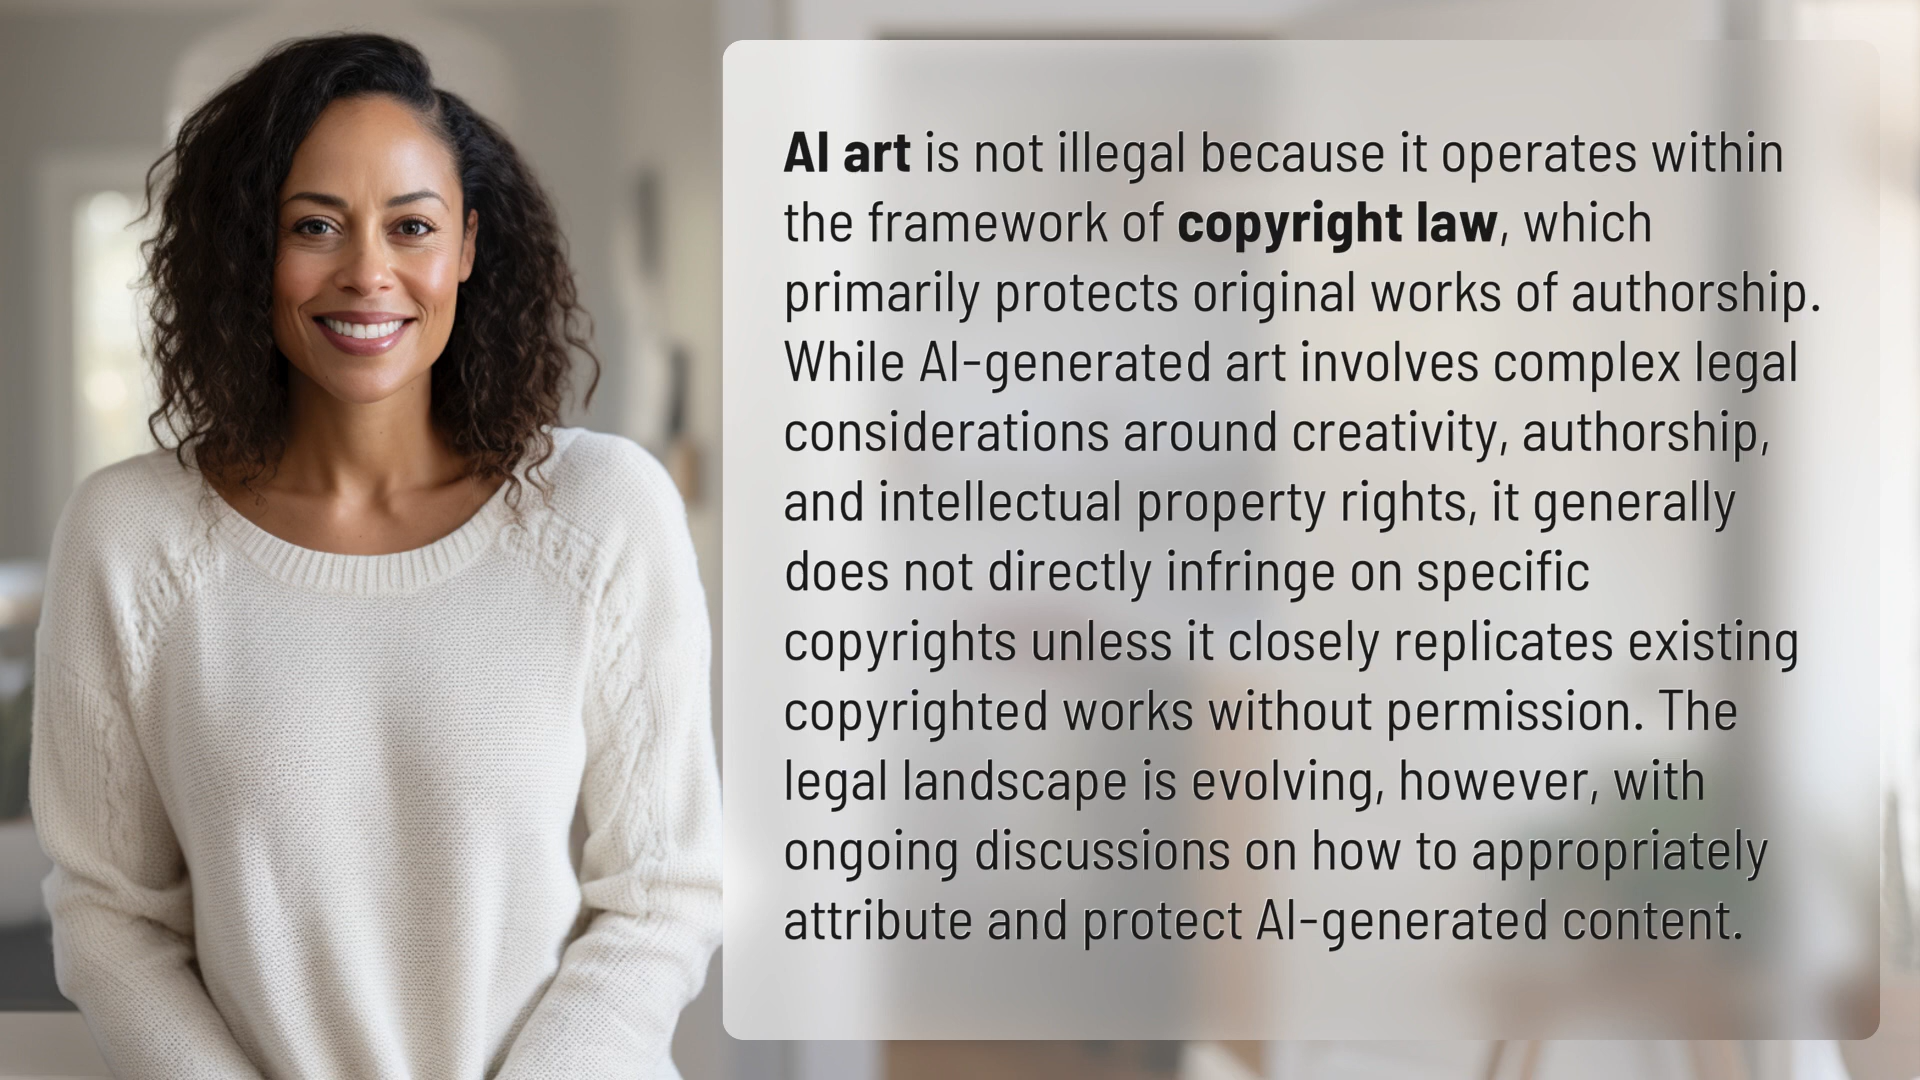 AI art is not illegal because it operates within
the framework of copyright law, which
primarily protects original works of authorship.
While AI-generated art involves complex legal
considerations around creativity, authorship,
and intellectual property rights, it generally
does not directly infringe on specific
copyrights unless it closely replicates existing
copyrighted works without permission. The
legal landscape is evolving, however, with
ongoing discussions on how to appropriately
attribute and protect AI-generated content.